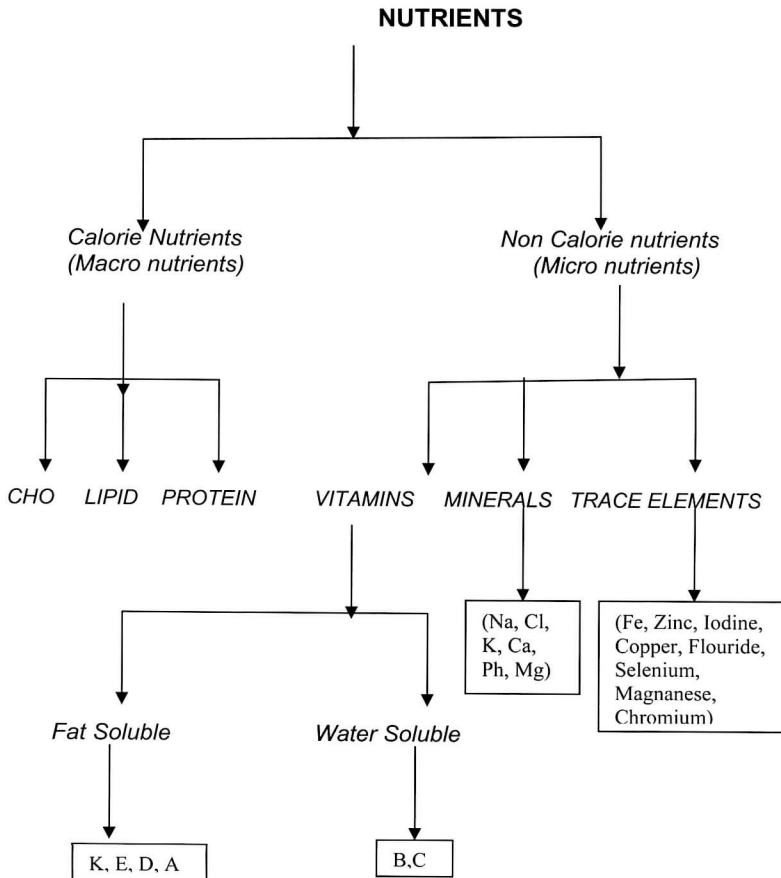 NUTRIENTS
Calorie Nutrients
(Macro nutrients)
Non Calorie nutrients
(Micro nutrients)
CHO LIPID PROTEIN VITAMINS MINERALS TRACE ELEMENTS
(Na, Cl,
K, Ca,
Ph, Mg)
(Fe, Zinc, Iodine,
Copper, Flouride,
Selenium,
Magnanese,
Chromium)
Fat Soluble
Water Soluble
K, E, D, A
B,C